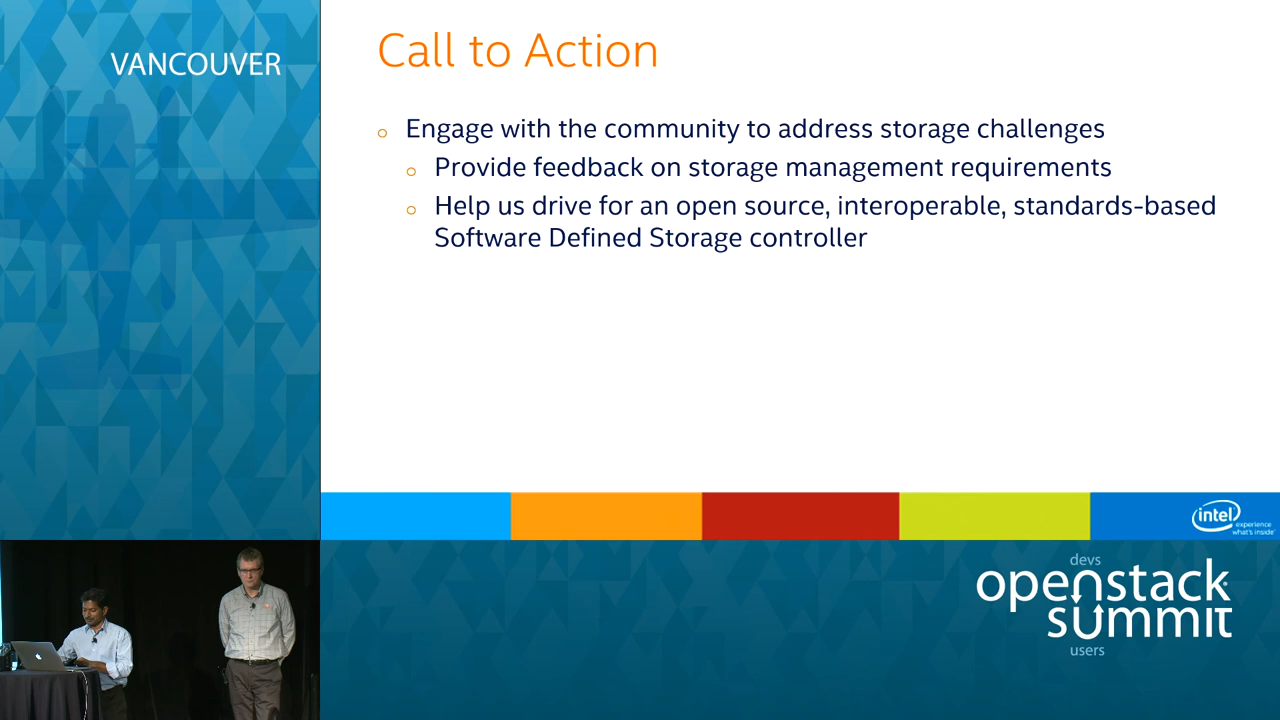 VANCOUVER
Call to Action
Engage with the community to address storage challenges
Provide feedback on storage management requirements
Help us drive for an open source, interoperable, standards-based
Software Defined Storage controller
intel
experience
what's inside
devs
openstack
summit
users